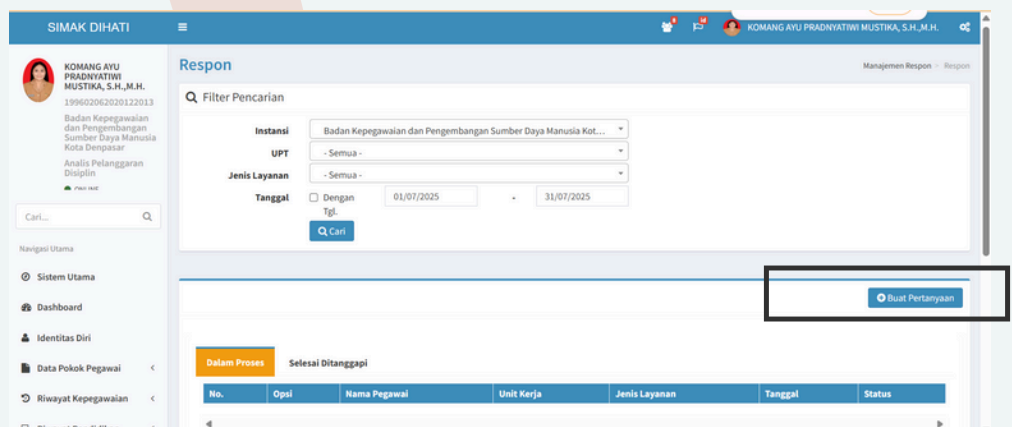 SIMAK DIHATI
KOMANG AYU PRADNYATIWI MUSTIKA, S.H.,M.H.
KOMANG AYU
PRADNYATIWI
MUSTIKA, S.H.,M.H.
199602062020122013
Badan Kepegawaian
dan Pengembangan
Sumber Daya Manusia
Kota Denpasar
Analis Pelanggaran
Disiplin
ONLINE
Cari...
Navigasi Utama
Sistem Utama
Dashboard
Identitas Diri
Data Pokok Pegawai
Riwayat Kepegawaian
Respon
Manajemen Respon > Respon
Filter Pencarian
Instansi
Badan Kepegawaian dan Pengembangan Sumber Daya Manusia Kot...
UPT
- Semua -
Jenis Layanan
- Semua -
Tanggal
Dengan
Tgl.
01/07/2025 - 31/07/2025
Cari
Buat Pertanyaan
Dalam Proses Selesai Ditanggapi
No. Opsi Nama Pegawai Unit Kerja Jenis Layanan Tanggal Status